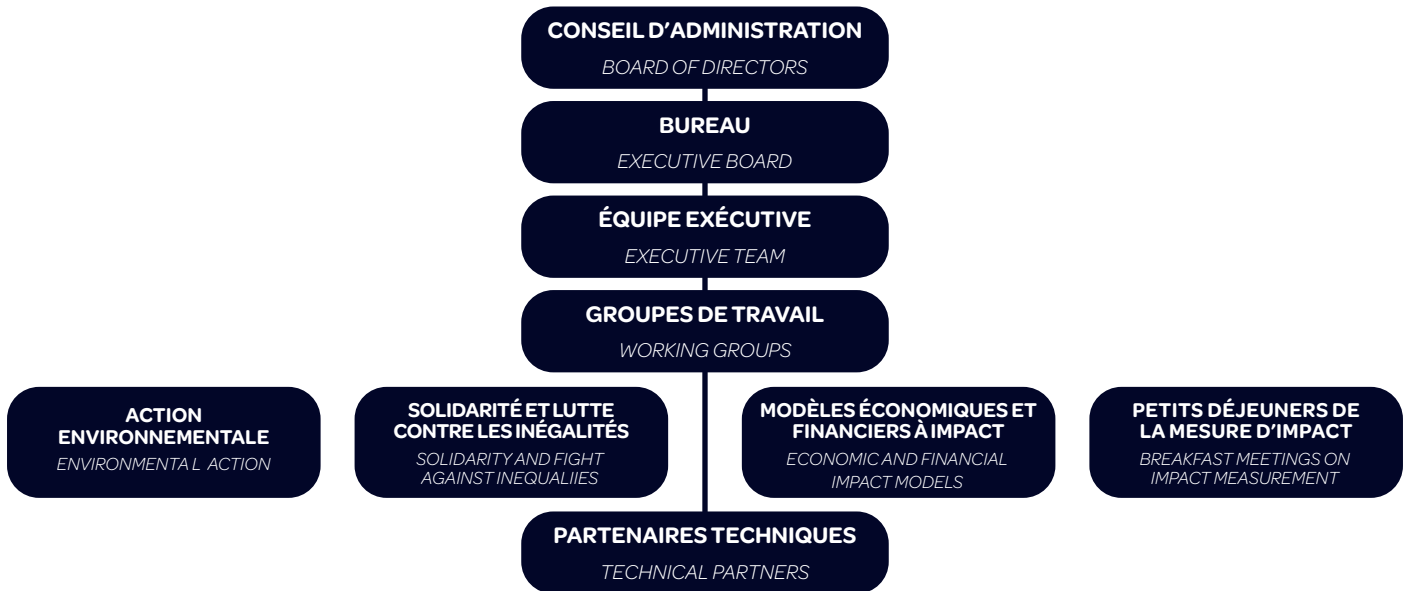 CONSEIL D’ADMINISTRATION
BOARD OF DIRECTORS
BUREAU
EXECUTIVE BOARD
ÉQUIPE EXÉCUTIVE
EXECUTIVE TEAM
GROUPES DE TRAVAIL
WORKING GROUPS
ACTION
ENVIRONNEMENTALE
ENVIRONMENTA L ACTION
SOLIDARITÉ ET LUTTE
CONTRE LES INÉGALITÉS
SOLIDARITY AND FIGHT
AGAINST INEQUALIIES
MODÈLES ÉCONOMIQUES ET
FINANCIERS À IMPACT
ECONOMIC AND FINANCIAL
IMPACT MODELS
PETITS DÉJEUNERS DE
LA MESURE D’IMPACT
BREAKFAST MEETINGS ON
IMPACT MEASUREMENT
PARTENAIRES TECHNIQUES
TECHNICAL PARTNERS